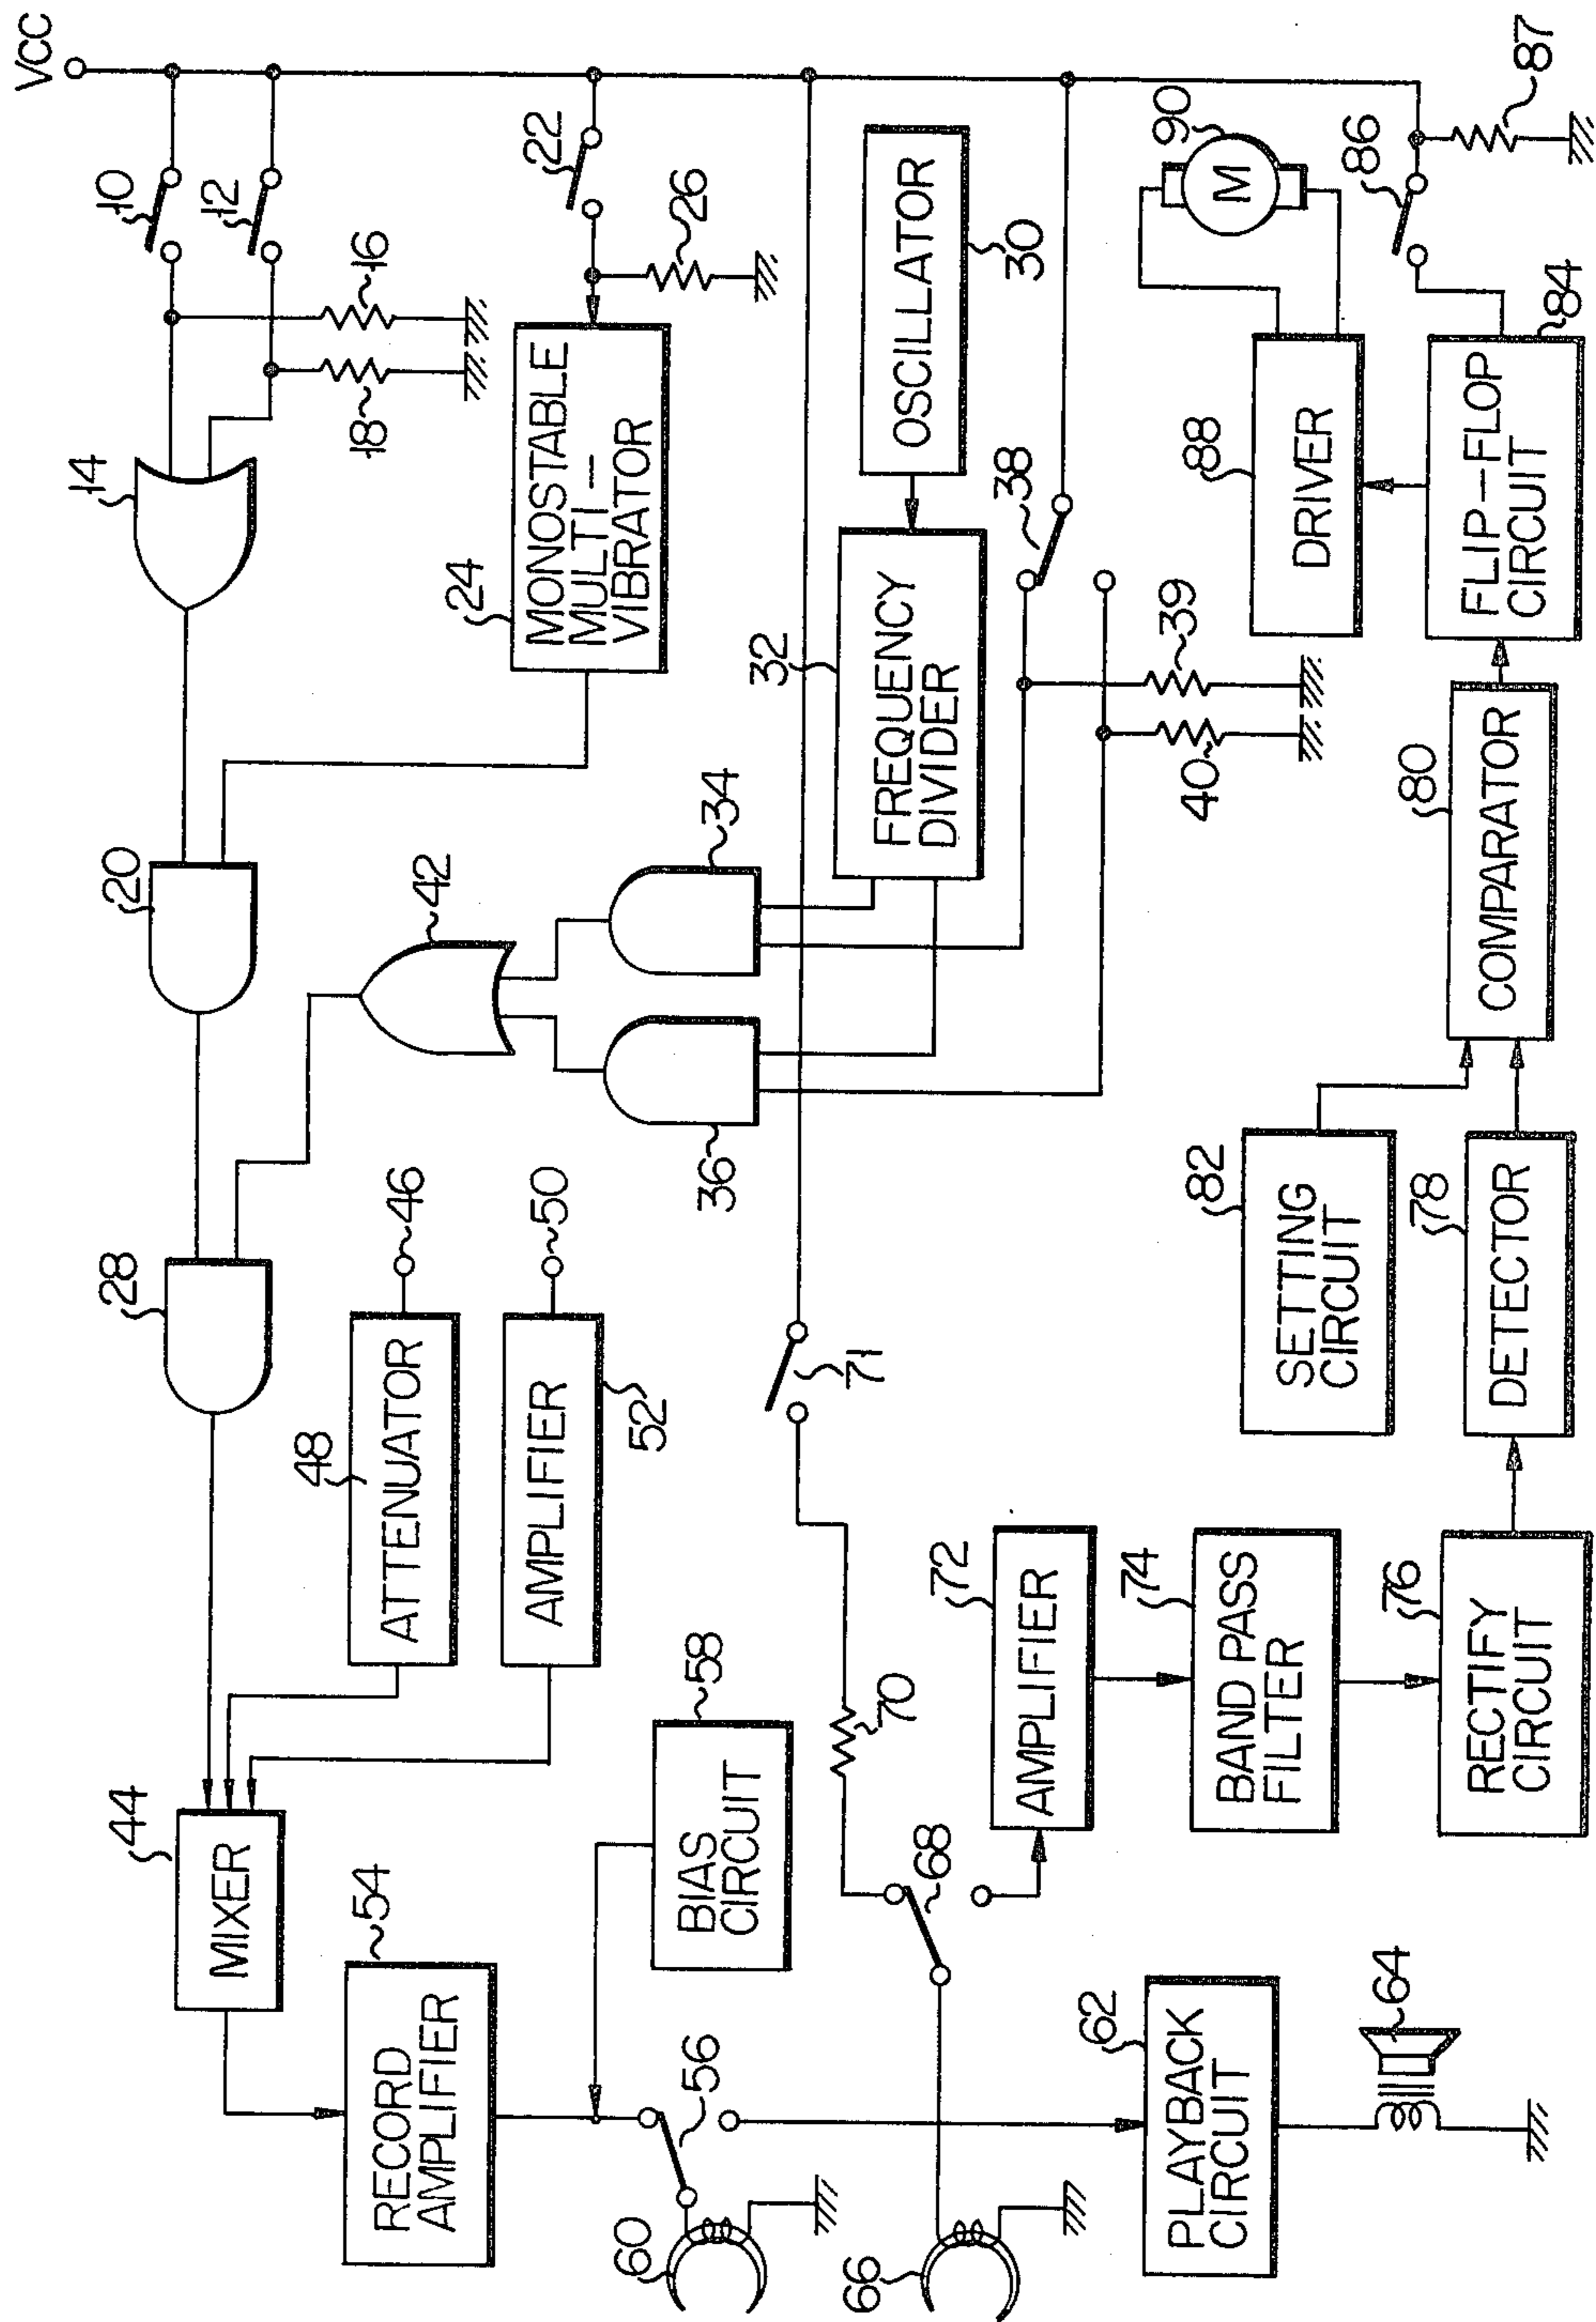 VCC
10
12
14
16
18
20
22
MONOSTABLE
MULTI-
VIBRATOR
24
26
28
OSCILLATOR
30
FREQUENCY
DIVIDER
32
34
36
38
39
40
42
MIXER
44
46
ATTENUATOR
48
50
AMPLIFIER
52
RECORD
AMPLIFIER
54
56
BIAS
CIRCUIT
58
60
PLAYBACK
CIRCUIT
62
64
66
68
70
71
AMPLIFIER
72
BAND PASS
FILTER
74
RECTIFY
CIRCUIT
76
DETECTOR
78
COMPARATOR
80
SETTING
CIRCUIT
82
FLIP-FLOP
CIRCUIT
84
86
87
DRIVER
88
M
90